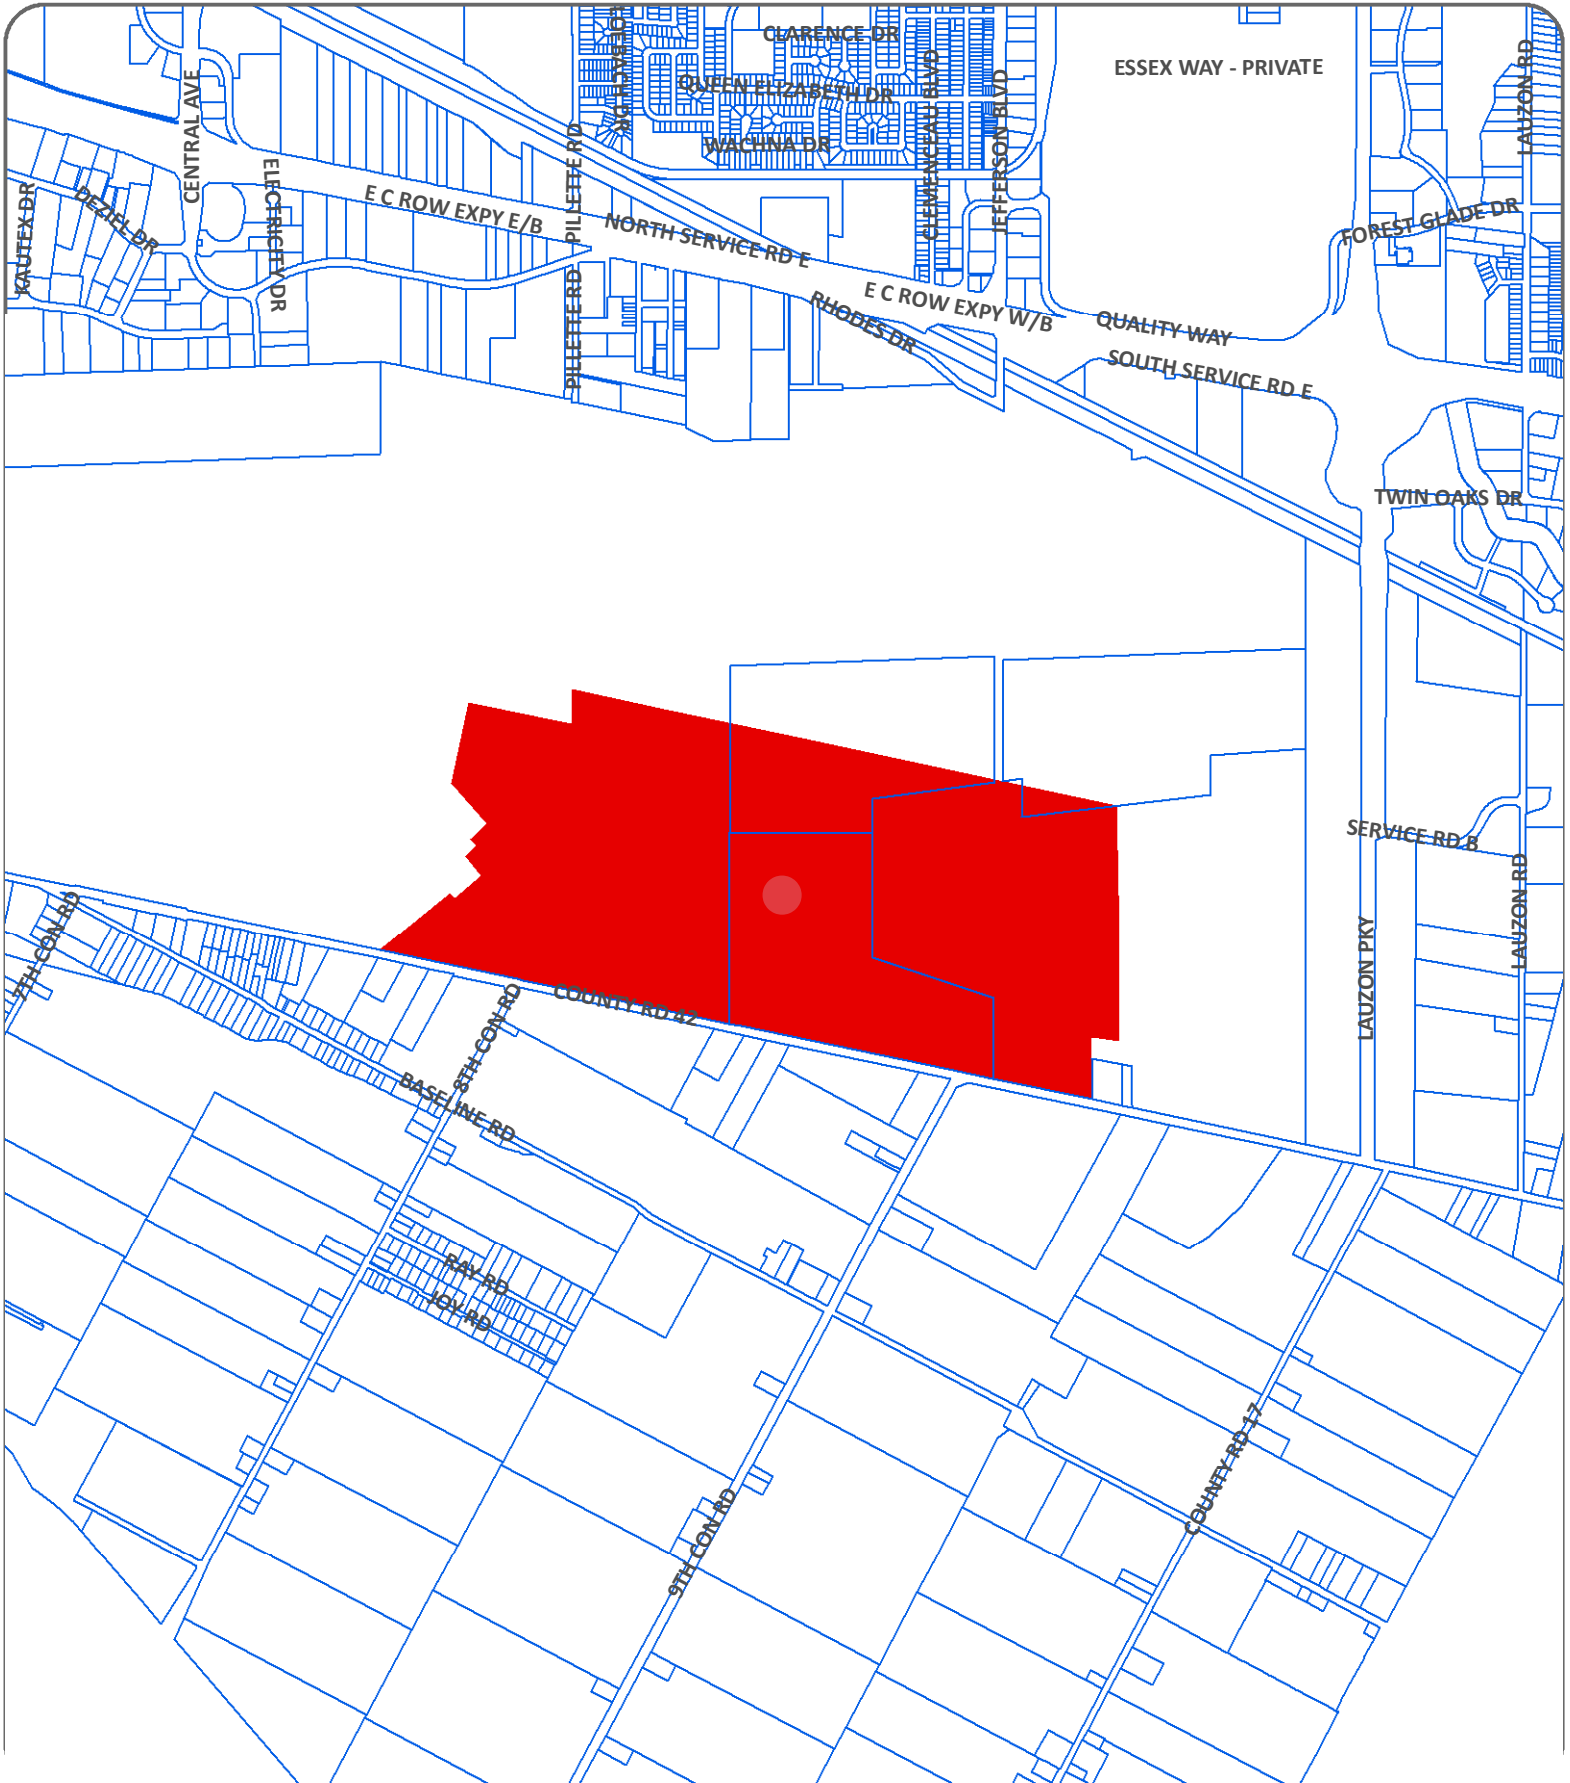 CLARENCE DR
ESSEX WAY - PRIVATE
QUEEN ELIZABETH DR
WACHNA DR
CENTRAL AVE
PILLETTE RD
CLEMENCEAU BLVD
JEFFERSON BLVD
LAUZON RD
KAUTEX DR
DEZIEL DR
ELECTRICITY DR
E C ROW EXPY E/B
NORTH SERVICE RD E
FOREST GLADE DR
PILLETTE RD
E C ROW EXPY W/B
RHODES DR
QUALITY WAY
SOUTH SERVICE RD E
TWIN OAKS DR
SERVICE RD B
LAUZON RD
LAUZON PKY
7TH CON RD
COUNTY RD 42
8TH CON RD
BASELINE RD
RAY RD
JOY RD
COUNTY RD 17
9TH CON RD